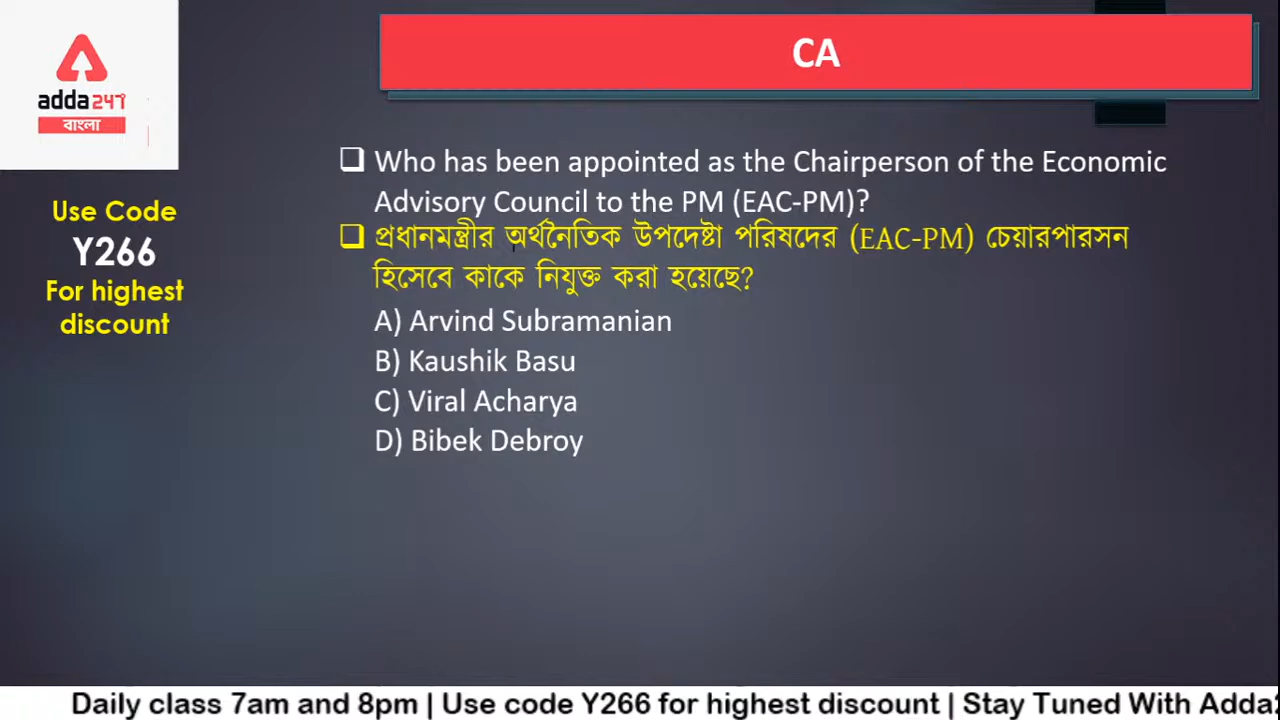 CA
adda247
বাংলা
Use Code
Y266
For highest
discount
Who has been appointed as the Chairperson of the Economic
Advisory Council to the PM (EAC-PM)?
প্রধানমন্ত্রীর অর্থনৈতিক উপদেষ্টা পরিষদের (EAC-PM) চেয়ারপারসন
হিসেবে কাকে নিযুক্ত করা হয়েছে?
A) Arvind Subramanian
B) Kaushik Basu
C) Viral Acharya
D) Bibek Debroy
Daily class 7am and 8pm | Use code Y266 for highest discount | Stay Tuned With Adda